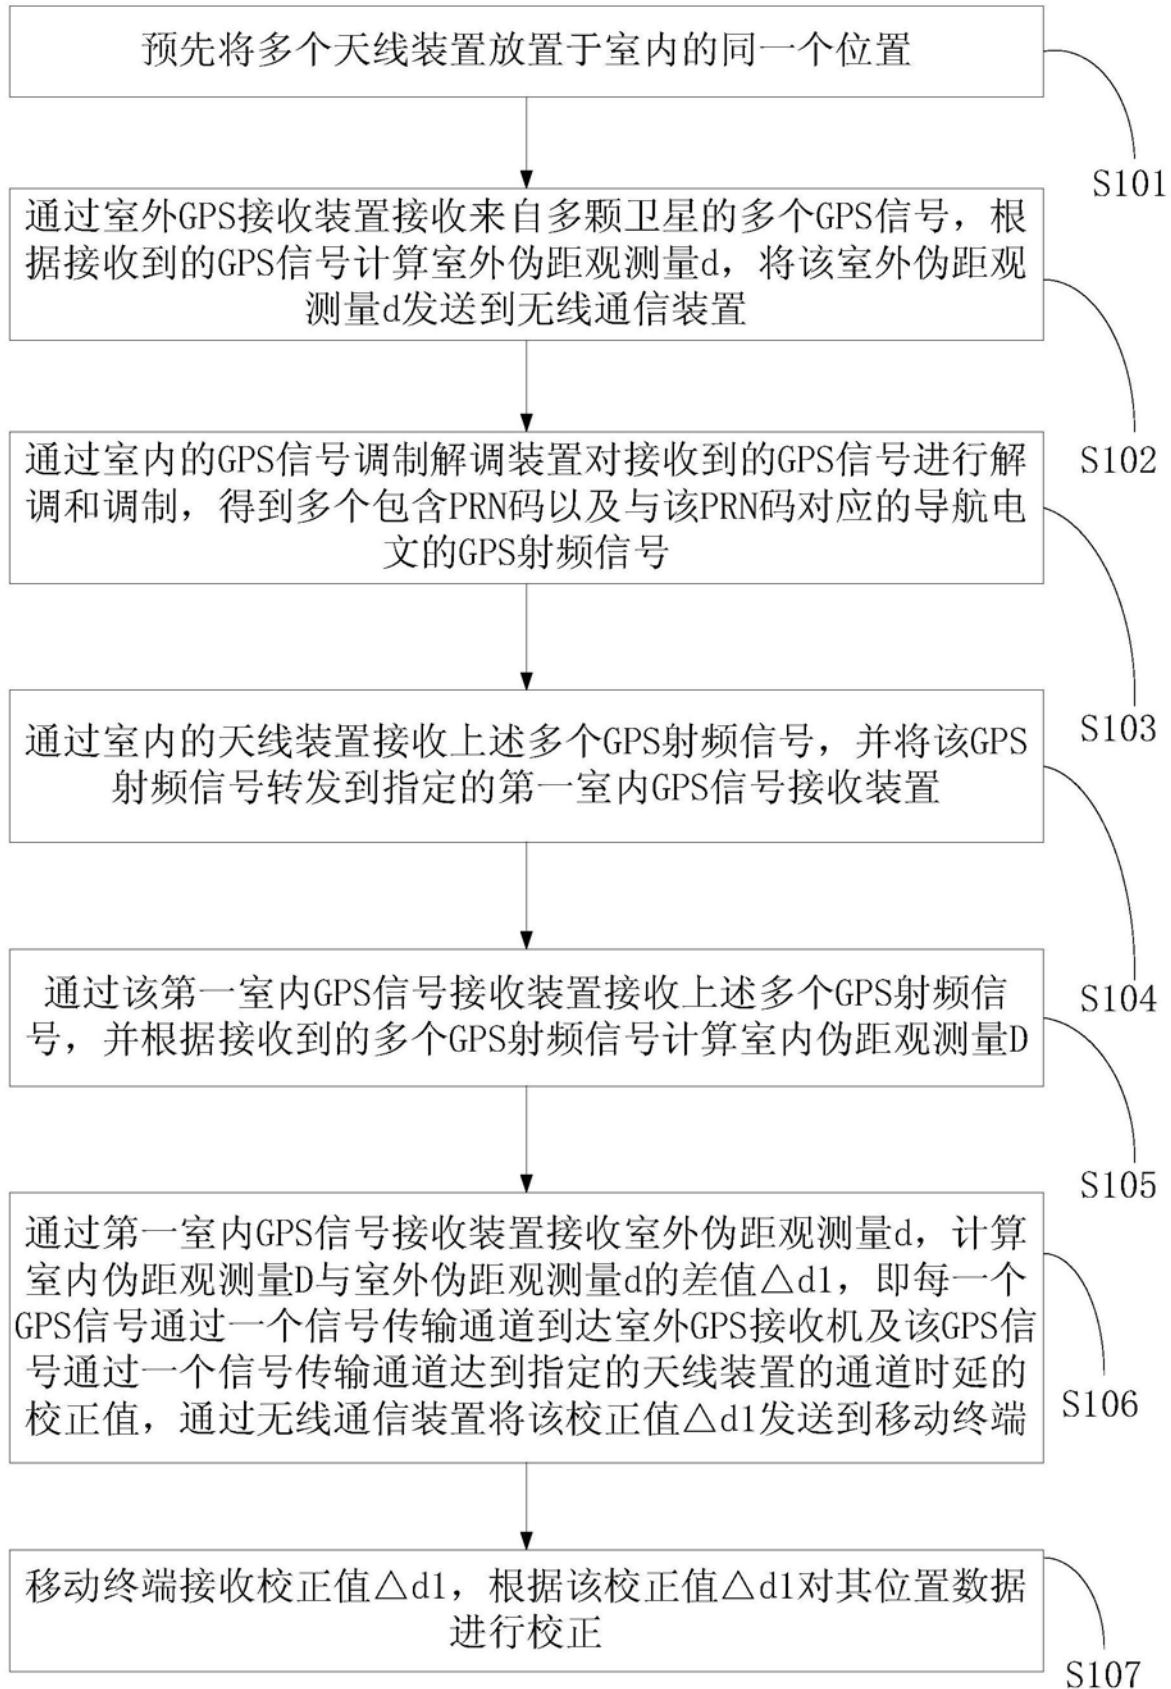 预先将多个天线装置放置于室内的同一个位置
S101
通过室外GPS接收装置接收来自多颗卫星的多个GPS信号，根
据接收到的GPS信号计算室外伪距观测量d，将该室外伪距观
测量d发送到无线通信装置
S102
通过室内的GPS信号调制解调装置对接收到的GPS信号进行解
调和调制，得到多个包含PRN码以及与该PRN码对应的导航电
文的GPS射频信号
S103
通过室内的天线装置接收上述多个GPS射频信号，并将该GPS
射频信号转发到指定的第一室内GPS信号接收装置
S104
通过该第一室内GPS信号接收装置接收上述多个GPS射频信
号，并根据接收到的多个GPS射频信号计算室内伪距观测量D
S105
通过第一室内GPS信号接收装置接收室外伪距观测量d，计算
室内伪距观测量D与室外伪距观测量d的差值△d1，即每一个
GPS信号通过一个信号传输通道到达室外GPS接收机及该GPS信
号通过一个信号传输通道达到指定的天线装置的通道时延的
校正值，通过无线通信装置将该校正值△d1发送到移动终端
S106
移动终端接收校正值△d1，根据该校正值△d1对其位置数据
进行校正
S107